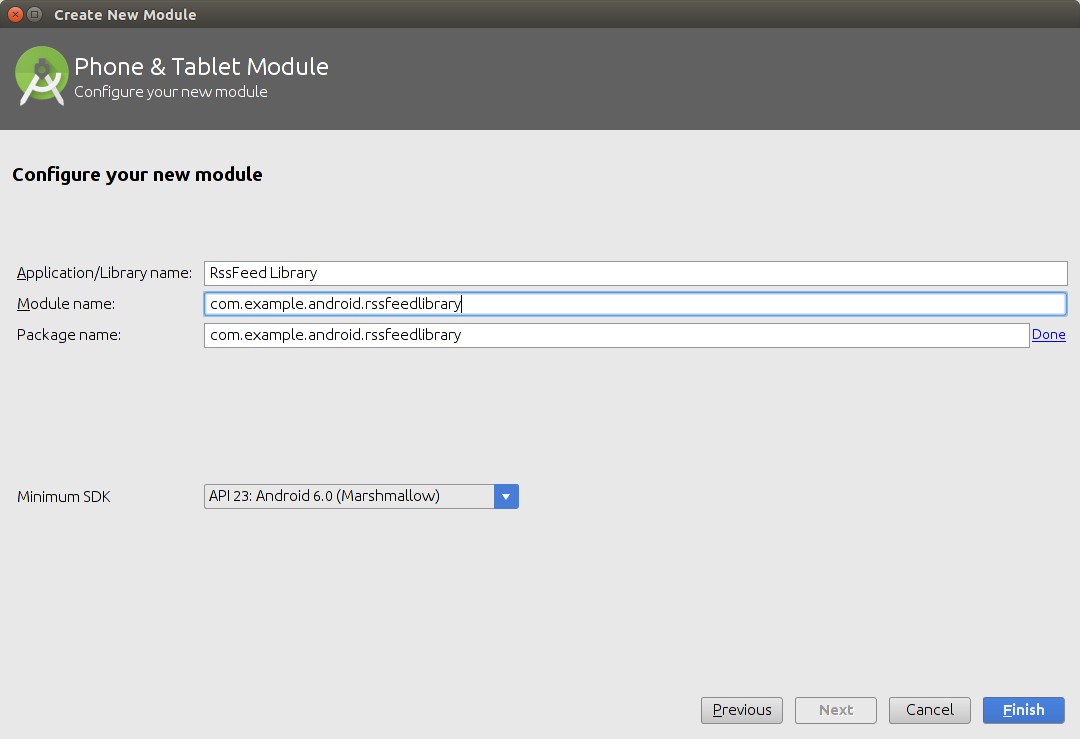 Create New Module
Phone & Tablet Module
Configure your new module
Configure your new module
Application/Library name: RssFeed Library
Module name: com.example.android.rssfeedlibrary
Package name: com.example.android.rssfeedlibrary Done
Minimum SDK API 23: Android 6.0 (Marshmallow)
Previous Next Cancel Finish